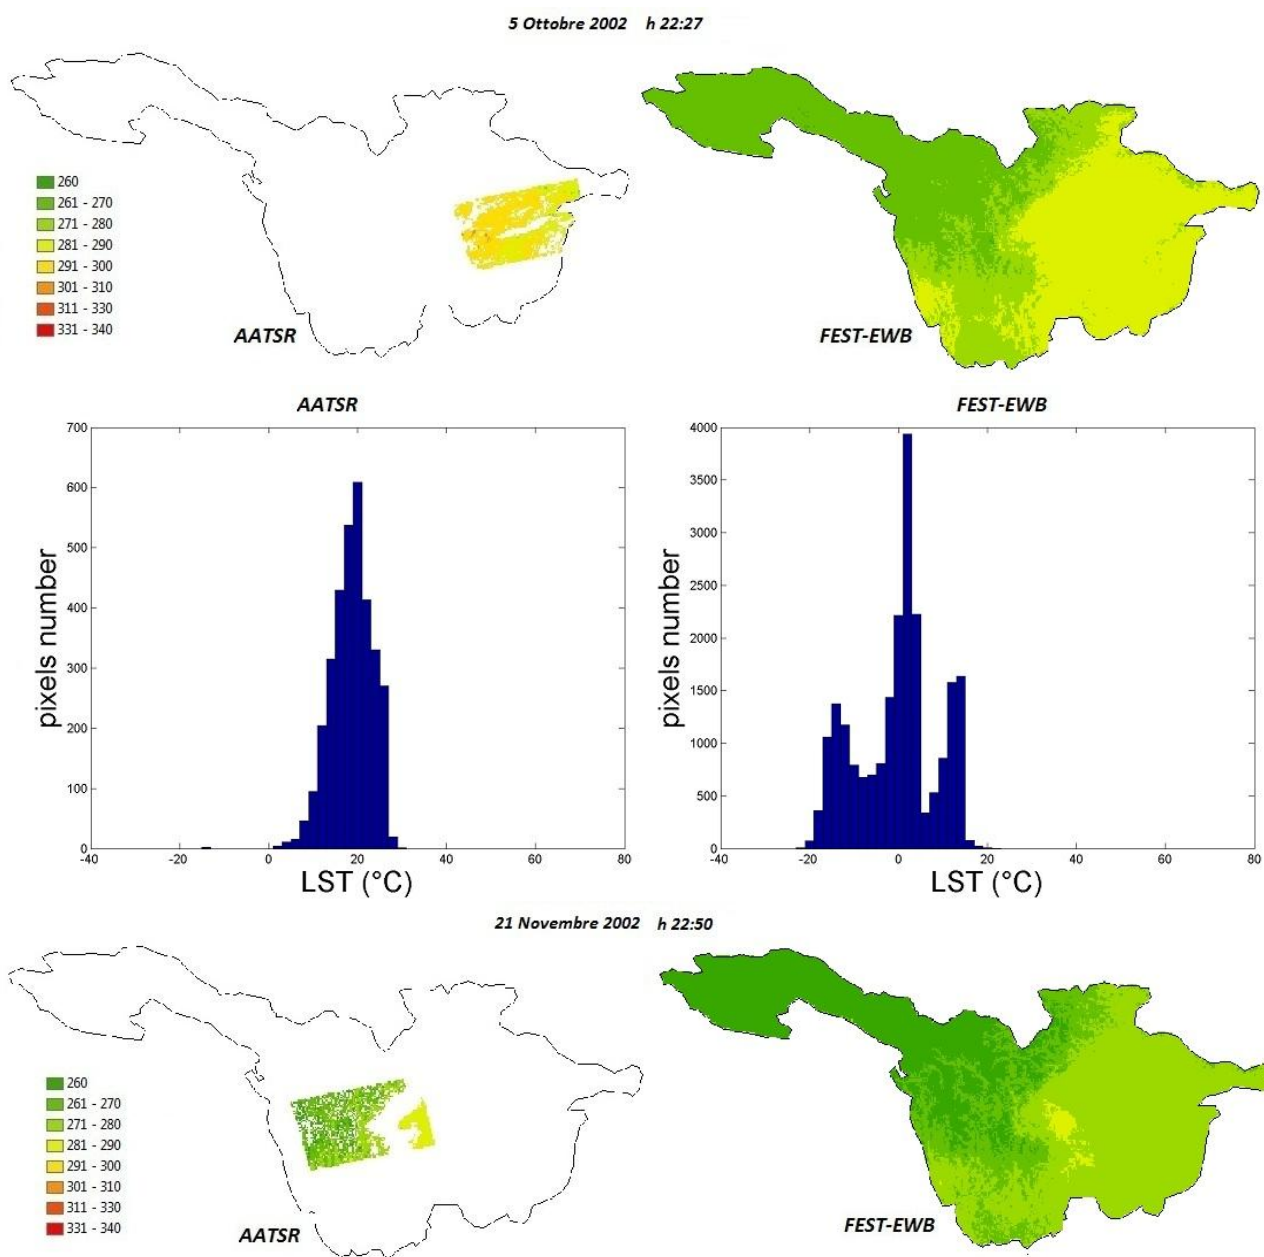 5 Ottobre 2002 h 22:27
260
261 - 270
271 - 280
281 - 290
291 - 300
301 - 310
311 - 330
331 - 340
AATSR
FEST-EWB
AATSR
700
600
500
400
300
200
100
0
pixels number
-40 -20 0 20 40 60 80
LST (°C)
FEST-EWB
4000
3500
3000
2500
2000
1500
1000
500
0
pixels number
-40 -20 0 20 40 60 80
LST (°C)
21 Novembre 2002 h 22:50
260
261 - 270
271 - 280
281 - 290
291 - 300
301 - 310
311 - 330
331 - 340
AATSR
FEST-EWB